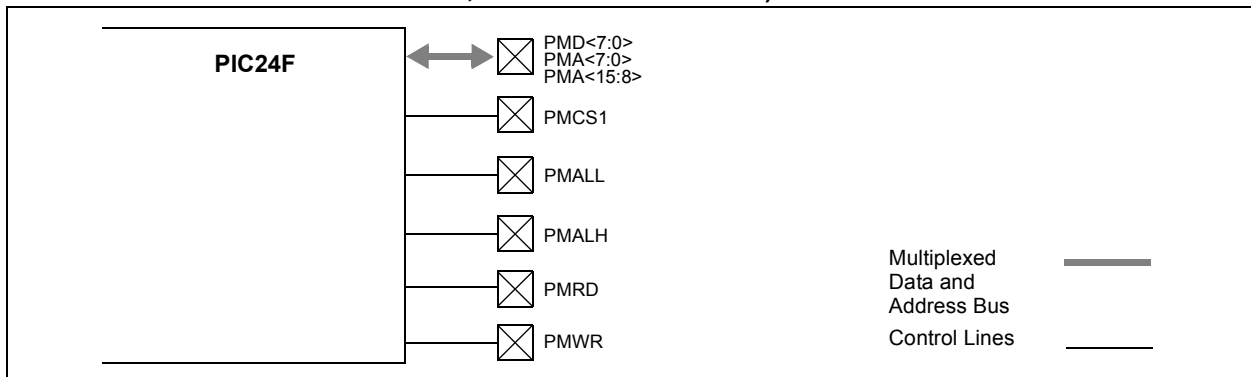 PIC24F
PMD<7:0>
PMA<7:0>
PMA<15:8>
PMCS1
PMALL
PMALH
PMRD
PMWR
Multiplexed
Data and
Address Bus
Control Lines